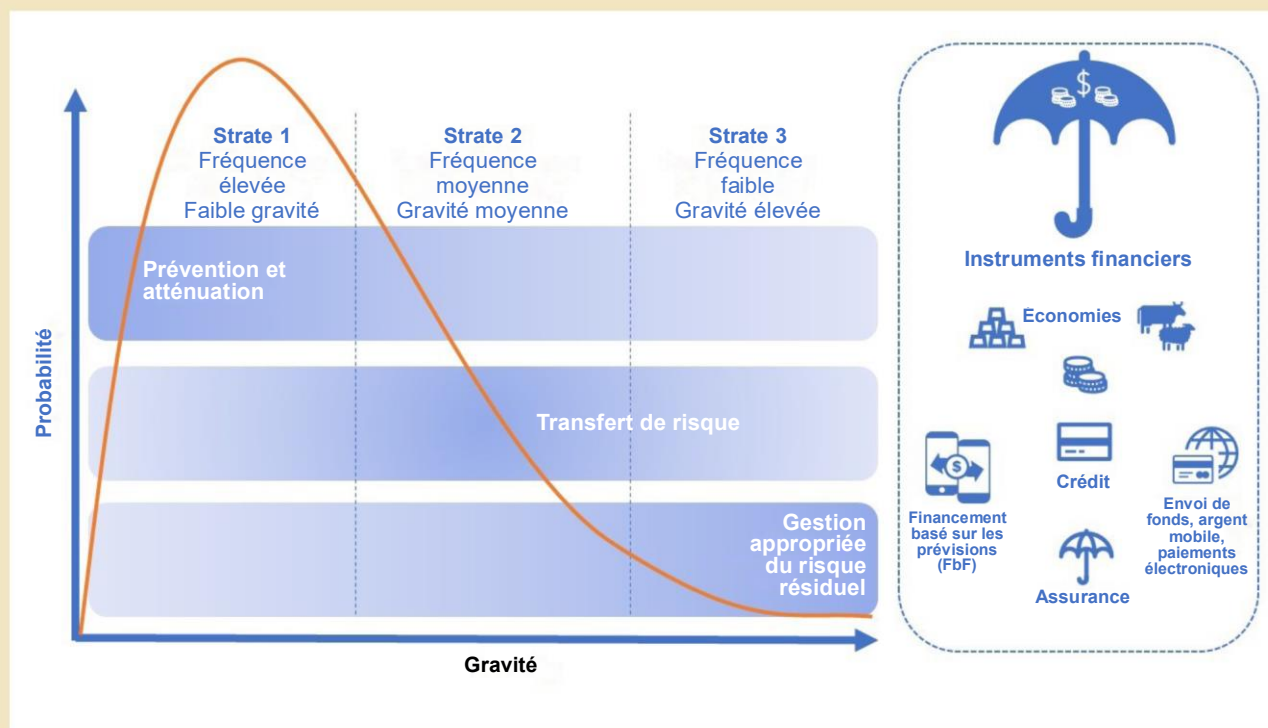 Strate 1
Fréquence
élevée
Faible gravité
Strate 2
Fréquence
moyenne
Gravité moyenne
Strate 3
Fréquence
faible
Gravité élevée
Prévention et
atténuation
Transfert de risque
Gestion
appropriée
du risque
résiduel
Probabilité
Gravité
$
Instruments financiers
Économies
$
Financement
basé sur les
prévisions
(FbF)
Crédit
Envoi de
fonds, argent
mobile,
paiements
électroniques
Assurance